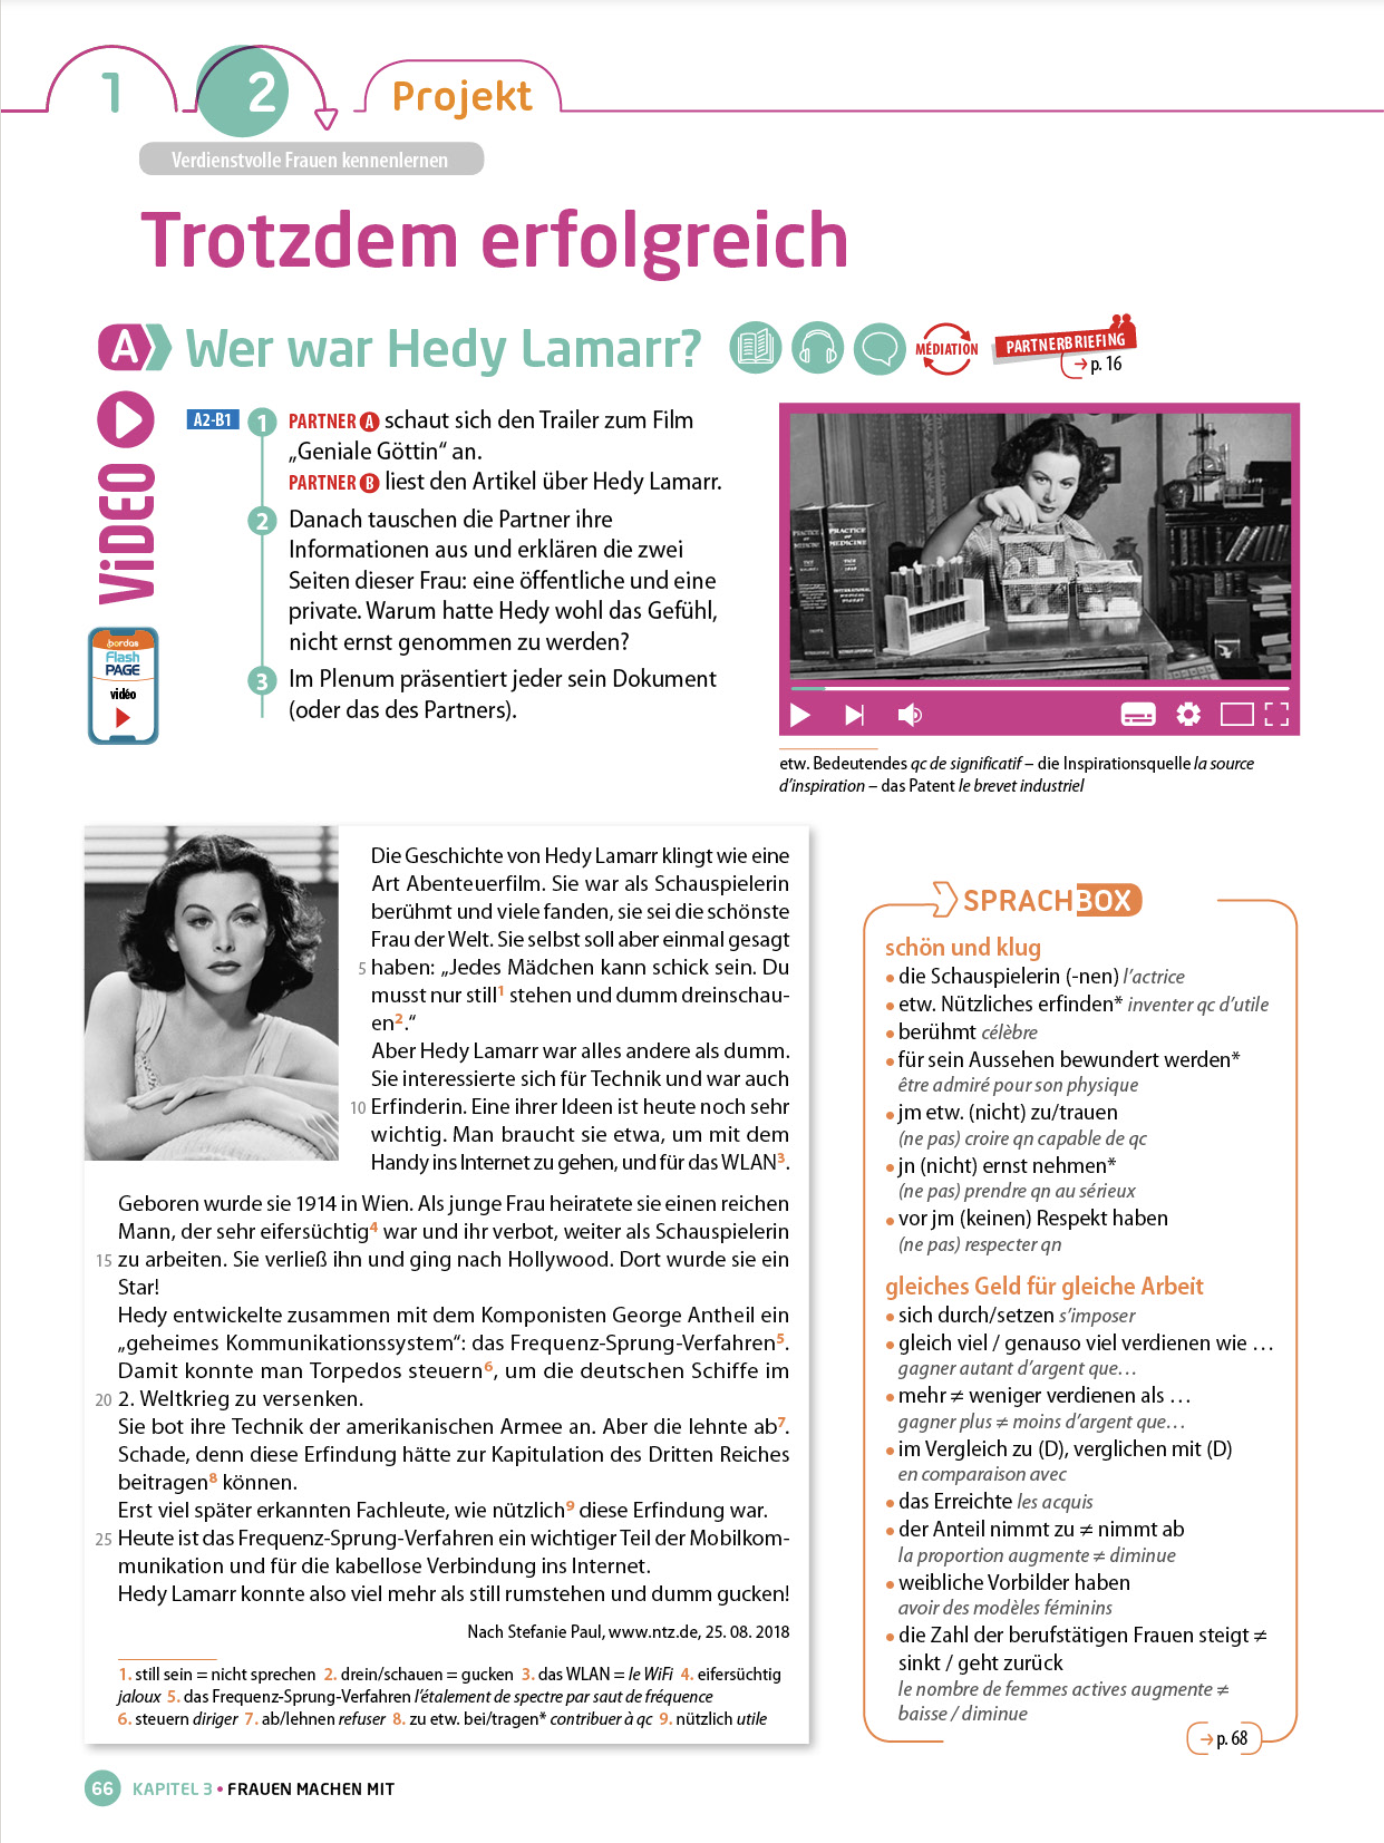 1
2
Projekt
Verdienstvolle Frauen kennenlernen
Trotzdem erfolgreich
A Wer war Hedy Lamarr?
MÉDIATION
PARTNERBRIEFING
→ p. 16
ViDEO
bordas
Flash
PAGE
vidéo
A2-B1
1 PARTNER A schaut sich den Trailer zum Film
„Geniale Göttin“ an.
PARTNER B liest den Artikel über Hedy Lamarr.
2 Danach tauschen die Partner ihre
Informationen aus und erklären die zwei
Seiten dieser Frau: eine öffentliche und eine
private. Warum hatte Hedy wohl das Gefühl,
nicht ernst genommen zu werden?
3 Im Plenum präsentiert jeder sein Dokument
(oder das des Partners).
PRACTICE
MEDICINE
PRACTICE
OF
MEDICINE
etw. Bedeutendes qc de significatif – die Inspirationsquelle la source
d’inspiration – das Patent le brevet industriel
Die Geschichte von Hedy Lamarr klingt wie eine
Art Abenteuerfilm. Sie war als Schauspielerin
berühmt und viele fanden, sie sei die schönste
Frau der Welt. Sie selbst soll aber einmal gesagt
5 haben: „Jedes Mädchen kann schick sein. Du
musst nur still1 stehen und dumm dreinschau-
en2.“
Aber Hedy Lamarr war alles andere als dumm.
Sie interessierte sich für Technik und war auch
10 Erfinderin. Eine ihrer Ideen ist heute noch sehr
wichtig. Man braucht sie etwa, um mit dem
Handy ins Internet zu gehen, und für das WLAN3.
Geboren wurde sie 1914 in Wien. Als junge Frau heiratete sie einen reichen
Mann, der sehr eifersüchtig4 war und ihr verbot, weiter als Schauspielerin
15 zu arbeiten. Sie verließ ihn und ging nach Hollywood. Dort wurde sie ein
Star!
Hedy entwickelte zusammen mit dem Komponisten George Antheil ein
„geheimes Kommunikationssystem“: das Frequenz-Sprung-Verfahren5.
Damit konnte man Torpedos steuern6, um die deutschen Schiffe im
20 2. Weltkrieg zu versenken.
Sie bot ihre Technik der amerikanischen Armee an. Aber die lehnte ab7.
Schade, denn diese Erfindung hätte zur Kapitulation des Dritten Reiches
beitragen8 können.
Erst viel später erkannten Fachleute, wie nützlich9 diese Erfindung war.
25 Heute ist das Frequenz-Sprung-Verfahren ein wichtiger Teil der Mobilkom-
munikation und für die kabellose Verbindung ins Internet.
Hedy Lamarr konnte also viel mehr als still rumstehen und dumm gucken!
Nach Stefanie Paul, www.ntz.de, 25. 08. 2018
1. still sein = nicht sprechen 2. drein/schauen = gucken 3. das WLAN = le WiFi 4. eifersüchtig
jaloux 5. das Frequenz-Sprung-Verfahren l’étalement de spectre par saut de fréquence
6. steuern diriger 7. ab/lehnen refuser 8. zu etw. bei/tragen* contribuer à qc 9. nützlich utile
SPRACHBOX
schön und klug
• die Schauspielerin (-nen) l’actrice
• etw. Nützliches erfinden* inventer qc d’utile
• berühmt célèbre
• für sein Aussehen bewundert werden*
être admiré pour son physique
• jm etw. (nicht) zu/trauen
(ne pas) croire qn capable de qc
• jn (nicht) ernst nehmen*
(ne pas) prendre qn au sérieux
• vor jm (keinen) Respekt haben
(ne pas) respecter qn
gleiches Geld für gleiche Arbeit
• sich durch/setzen s’imposer
• gleich viel / genauso viel verdienen wie …
gagner autant d’argent que…
• mehr ≠ weniger verdienen als …
gagner plus ≠ moins d’argent que…
• im Vergleich zu (D), verglichen mit (D)
en comparaison avec
• das Erreichte les acquis
• der Anteil nimmt zu ≠ nimmt ab
la proportion augmente ≠ diminue
• weibliche Vorbilder haben
avoir des modèles féminins
• die Zahl der berufstätigen Frauen steigt ≠
sinkt / geht zurück
le nombre de femmes actives augmente ≠
baisse / diminue
→ p. 68
66 KAPITEL 3 • FRAUEN MACHEN MIT